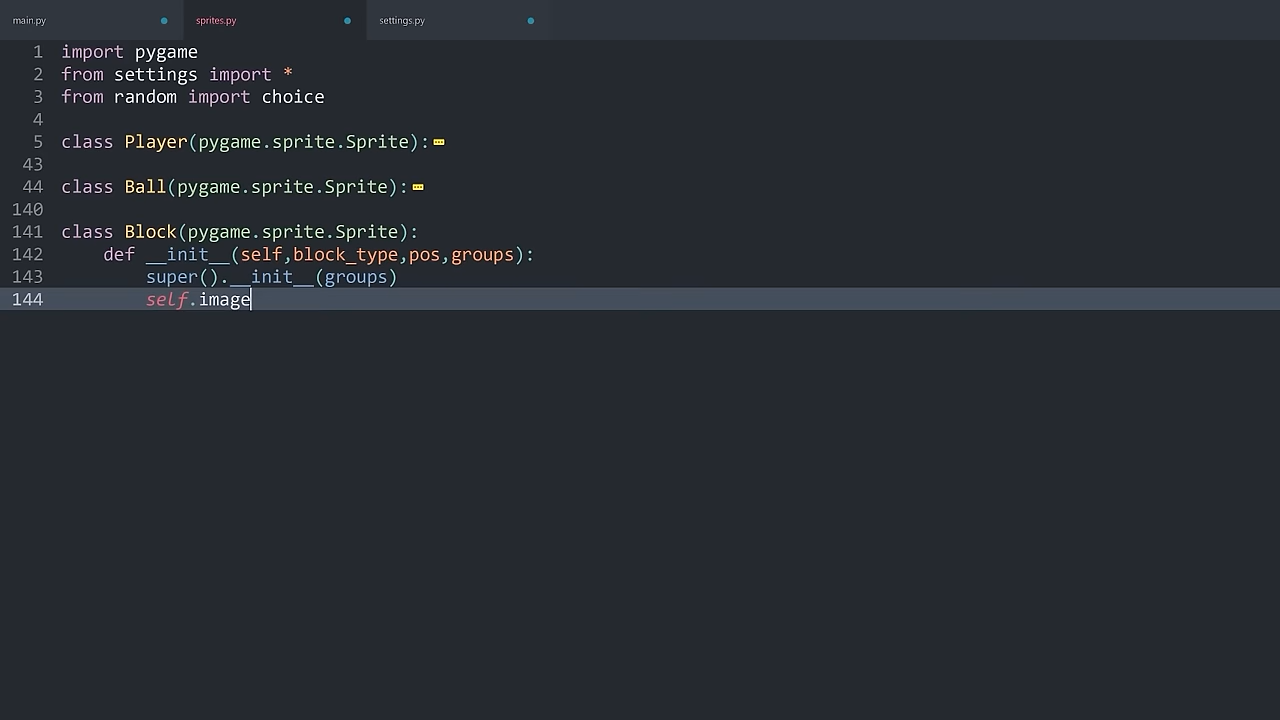 main.py
sprites.py
settings.py
1 import pygame
2 from settings import *
3 from random import choice
4
5 class Player(pygame.sprite.Sprite):
43
44 class Ball(pygame.sprite.Sprite):
140
141 class Block(pygame.sprite.Sprite):
142     def __init__(self,block_type,pos,groups):
143         super().__init__(groups)
144         self.image